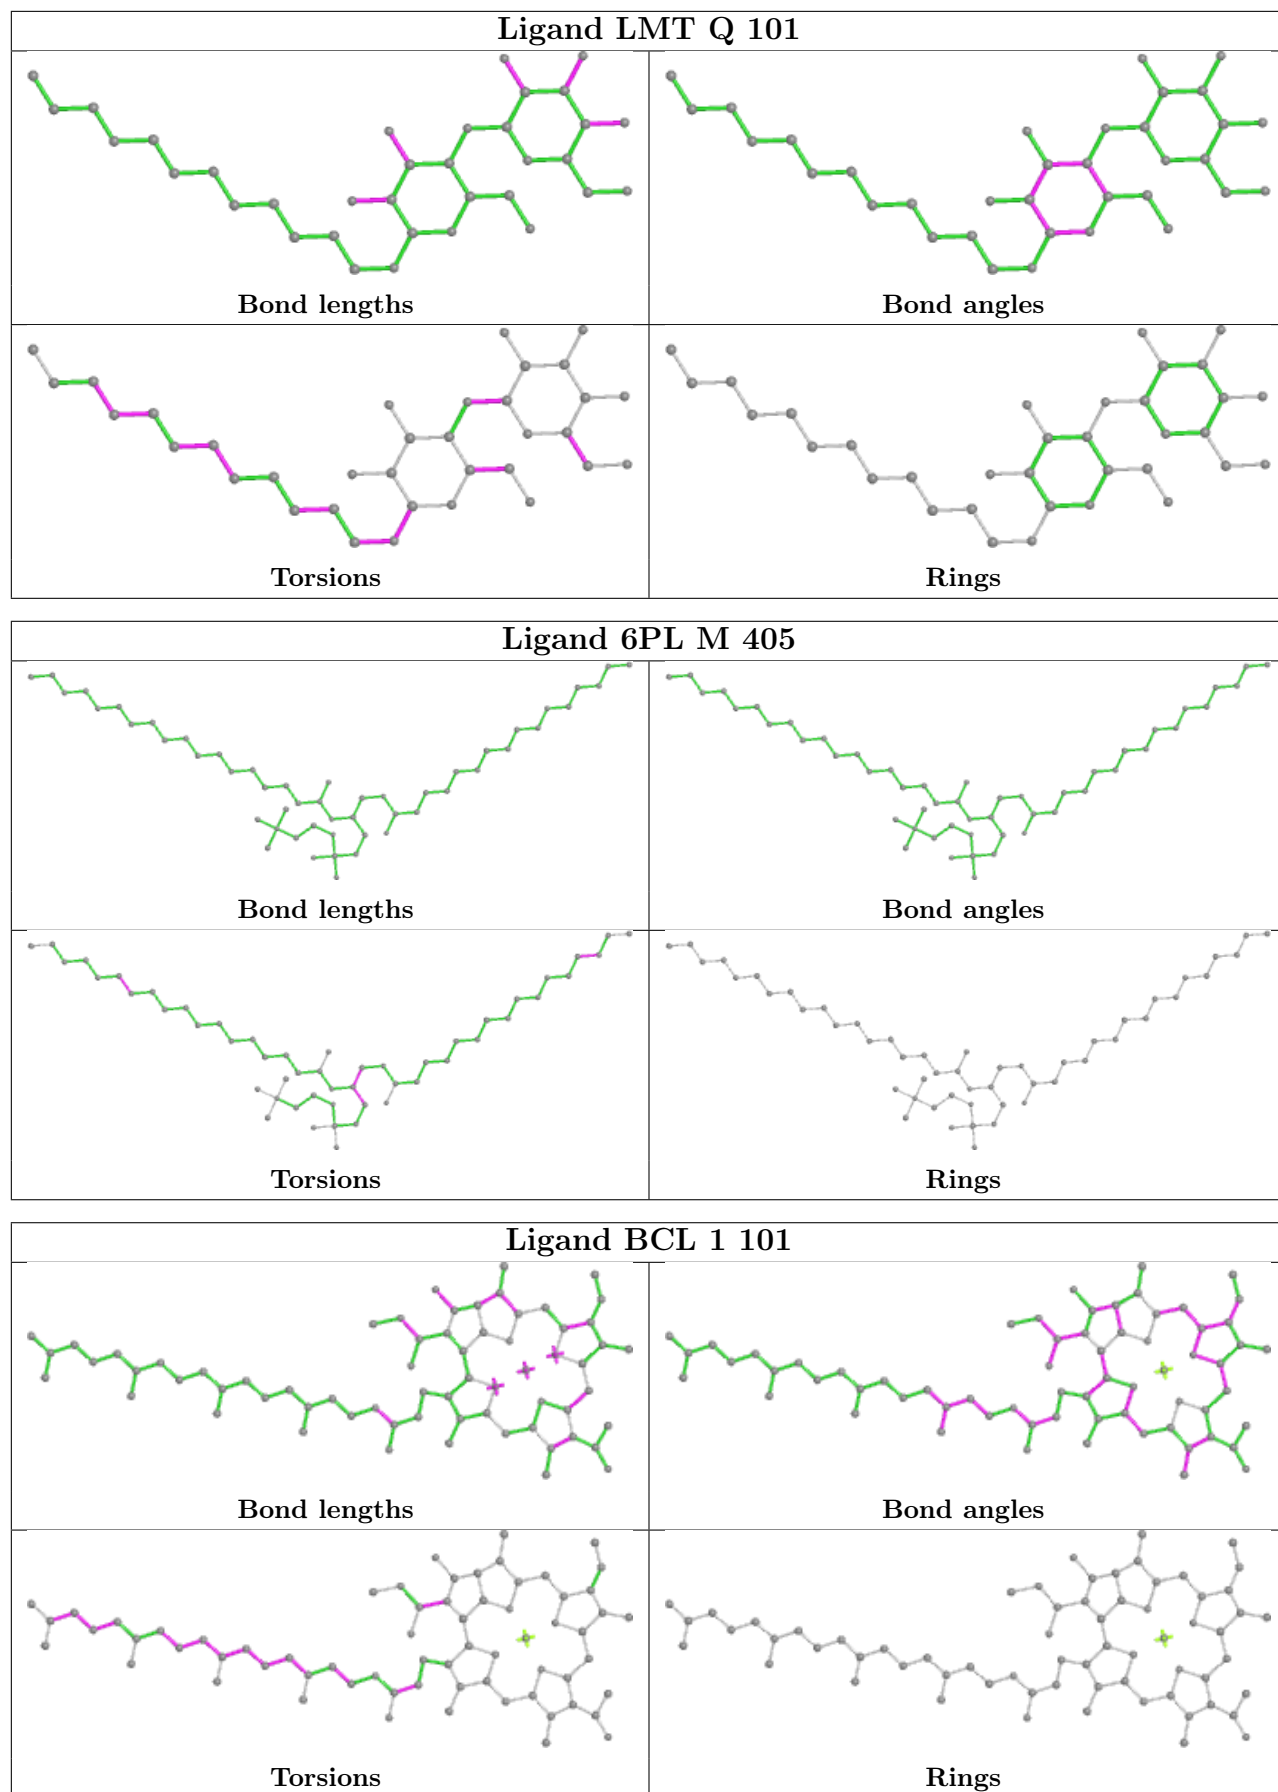 Ligand LMT Q 101
Bond lengths
Bond angles
Torsions
Rings
Ligand 6PL M 405
Bond lengths
Bond angles
Torsions
Rings
Ligand BCL 1 101
Bond lengths
Bond angles
Torsions
Rings